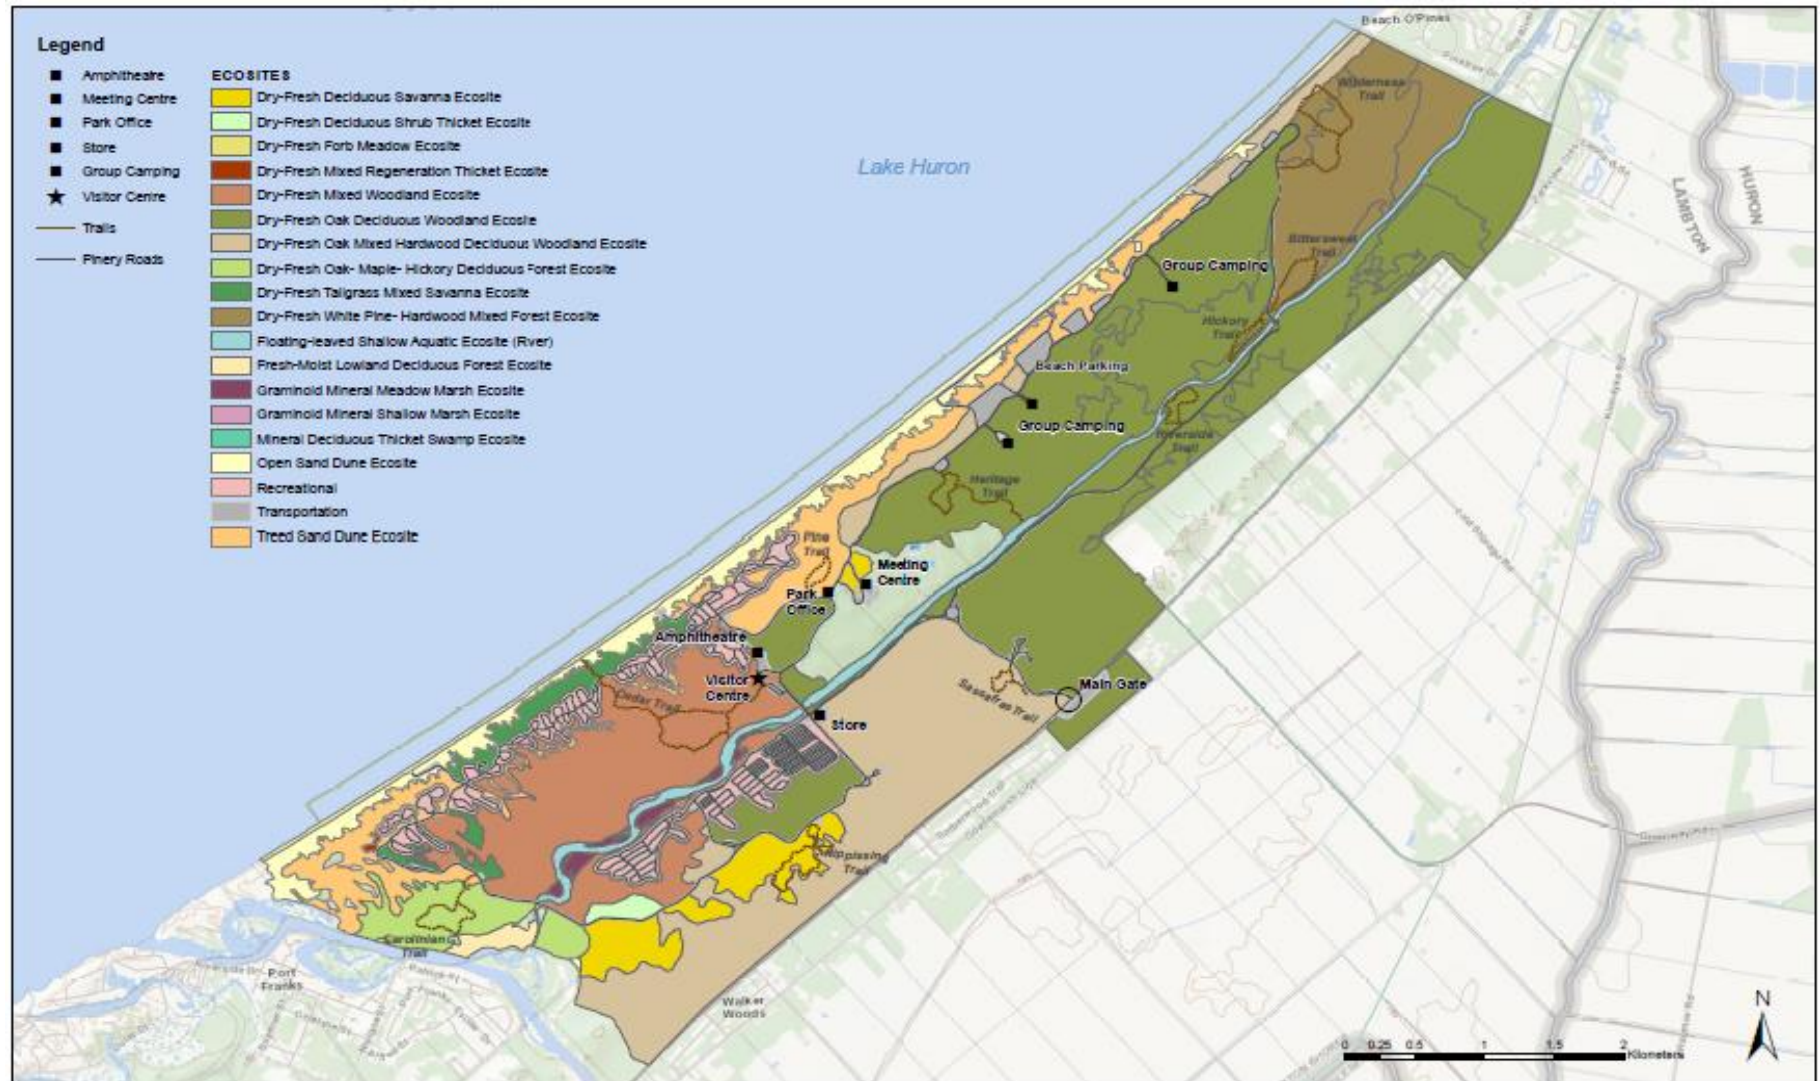 Legend
Amphitheatre
Meeting Centre
Park Office
Store
Group Camping
Visitor Centre
Trails
Pinery Roads
ECOSITES
Dry-Fresh Deciduous Savanna Ecosite
Dry-Fresh Deciduous Shrub Thicket Ecosite
Dry-Fresh Forb Meadow Ecosite
Dry-Fresh Mixed Regeneration Thicket Ecosite
Dry-Fresh Mixed Woodland Ecosite
Dry-Fresh Oak Deciduous Woodland Ecosite
Dry-Fresh Oak Mixed Hardwood Deciduous Woodland Ecosite
Dry-Fresh Oak- Maple- Hickory Deciduous Forest Ecosite
Dry-Fresh Tallgrass Mixed Savanna Ecosite
Dry-Fresh White Pine- Hardwood Mixed Forest Ecosite
Floating-leaved Shallow Aquatic Ecosite (River)
Fresh-Moist Lowland Deciduous Forest Ecosite
Graminoid Mineral Meadow Marsh Ecosite
Graminoid Mineral Shallow Marsh Ecosite
Mineral Deciduous Thicket Swamp Ecosite
Open Sand Dune Ecosite
Recreational
Transportation
Treed Sand Dune Ecosite
Lake Huron
Beach O'Pines
Wilderness
Trail
HURON
LAMBTON
Bittersweet
Trail
Group Camping
Hickory
Trail
Beach Parking
Group Camping
Riverside
Trail
Heritage
Trail
Pine
Trail
Meeting
Centre
Park
Office
Amphitheatre
Visitor
Centre
Cedar Trail
Store
Sassafras Trail
Main Gate
Nippissing
Trail
Carolinian
Trail
Port
Franks
Walker
Woods
N
0 0.25 0.5 1 1.5 2
Kilometers